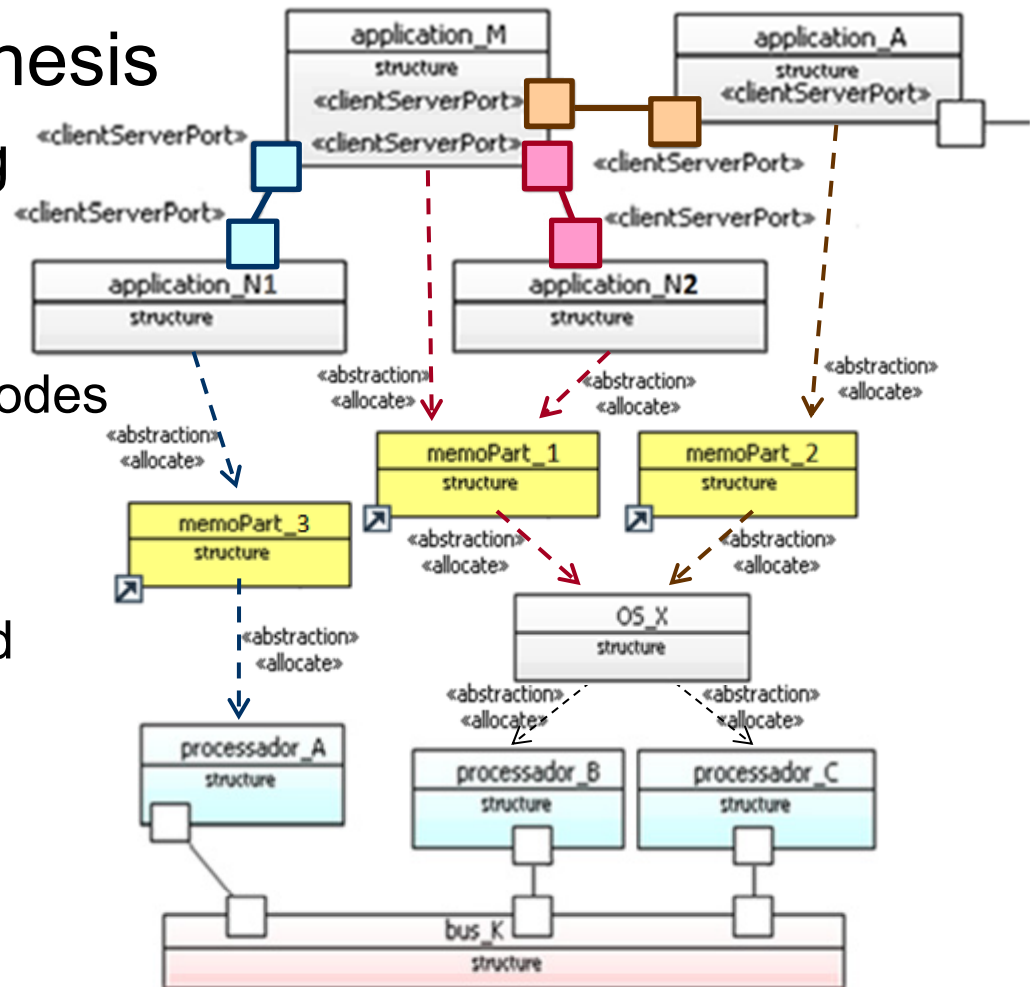 nesis
g
odes
d
application_M
structure
«clientServerPort»
«clientServerPort»
application_A
structure
«clientServerPort»
«clientServerPort»
«clientServerPort»
«clientServerPort»
«clientServerPort»
application_N1
structure
application_N2
structure
«abstraction»
«allocate»
«abstraction»
«allocate»
«abstraction»
«allocate»
«abstraction»
«allocate»
memoPart_1
structure
memoPart_2
structure
memoPart_3
structure
«abstraction»
«allocate»
«abstraction»
«allocate»
OS_X
structure
«abstraction»
«allocate»
«abstraction»
«allocate»
«abstraction»
«allocate»
processador_A
structure
processador_B
structure
processador_C
structure
bus_K
structure